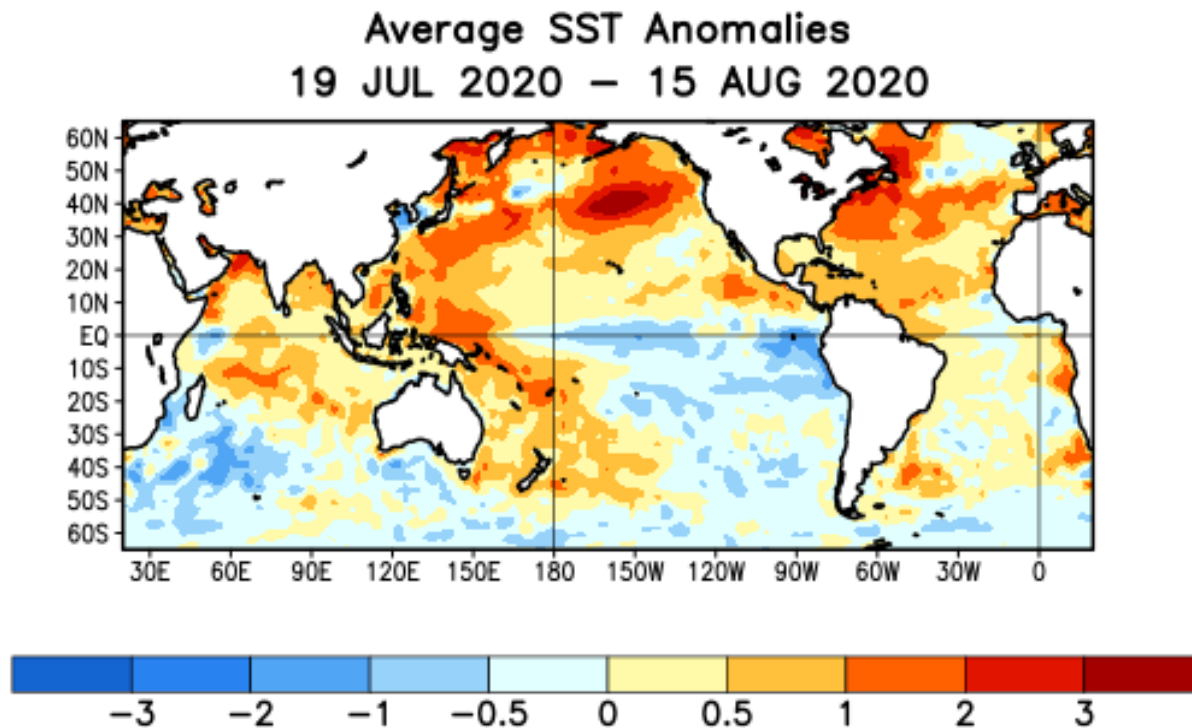 Average SST Anomalies
19 JUL 2020 – 15 AUG 2020
60N
50N
40N
30N
20N
10N
EQ
10S
20S
30S
40S
50S
60S
30E 60E 90E 120E 150E 180 150W 120W 90W 60W 30W 0
-3 -2 -1 -0.5 0 0.5 1 2 3